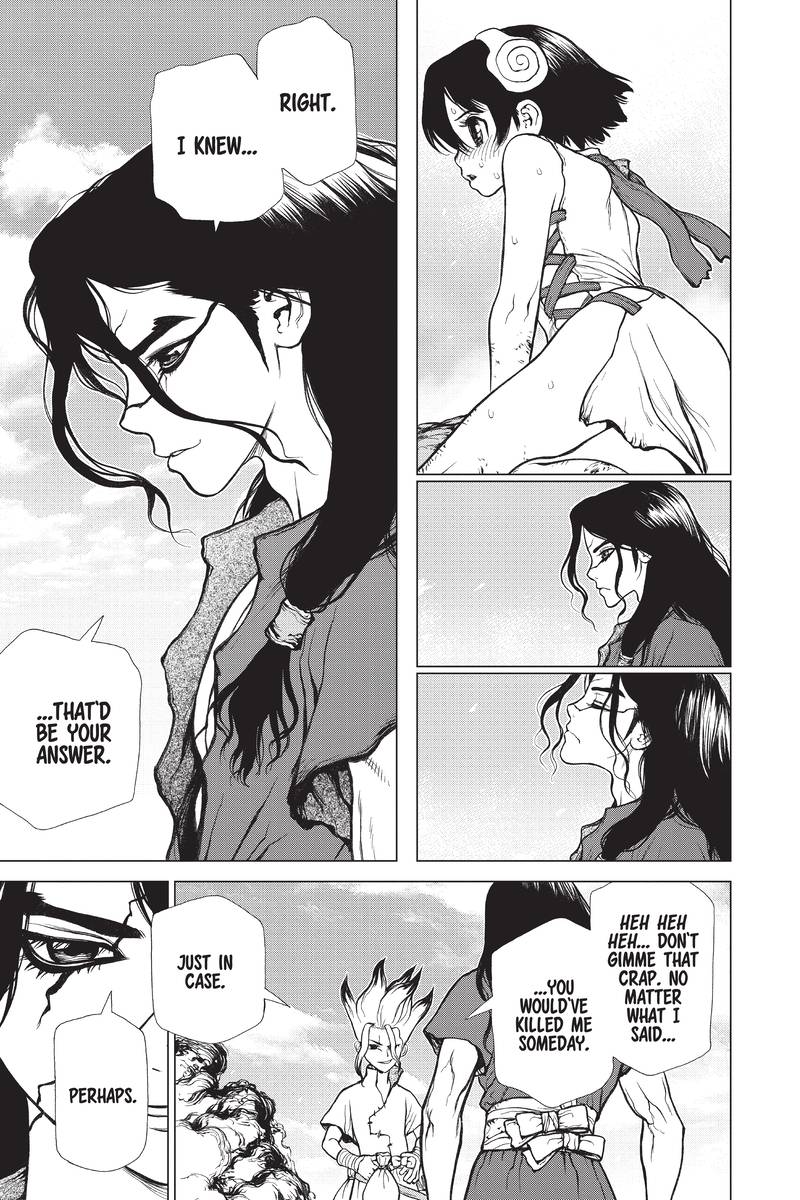 RIGHT.
I KNEW...
...THAT'D
BE YOUR
ANSWER.
HEH HEH
HEH... DON'T
GIMME THAT
CRAP. NO
MATTER
WHAT I
SAID...
...YOU
WOULD'VE
KILLED ME
SOMEDAY.
JUST IN
CASE.
PERHAPS.